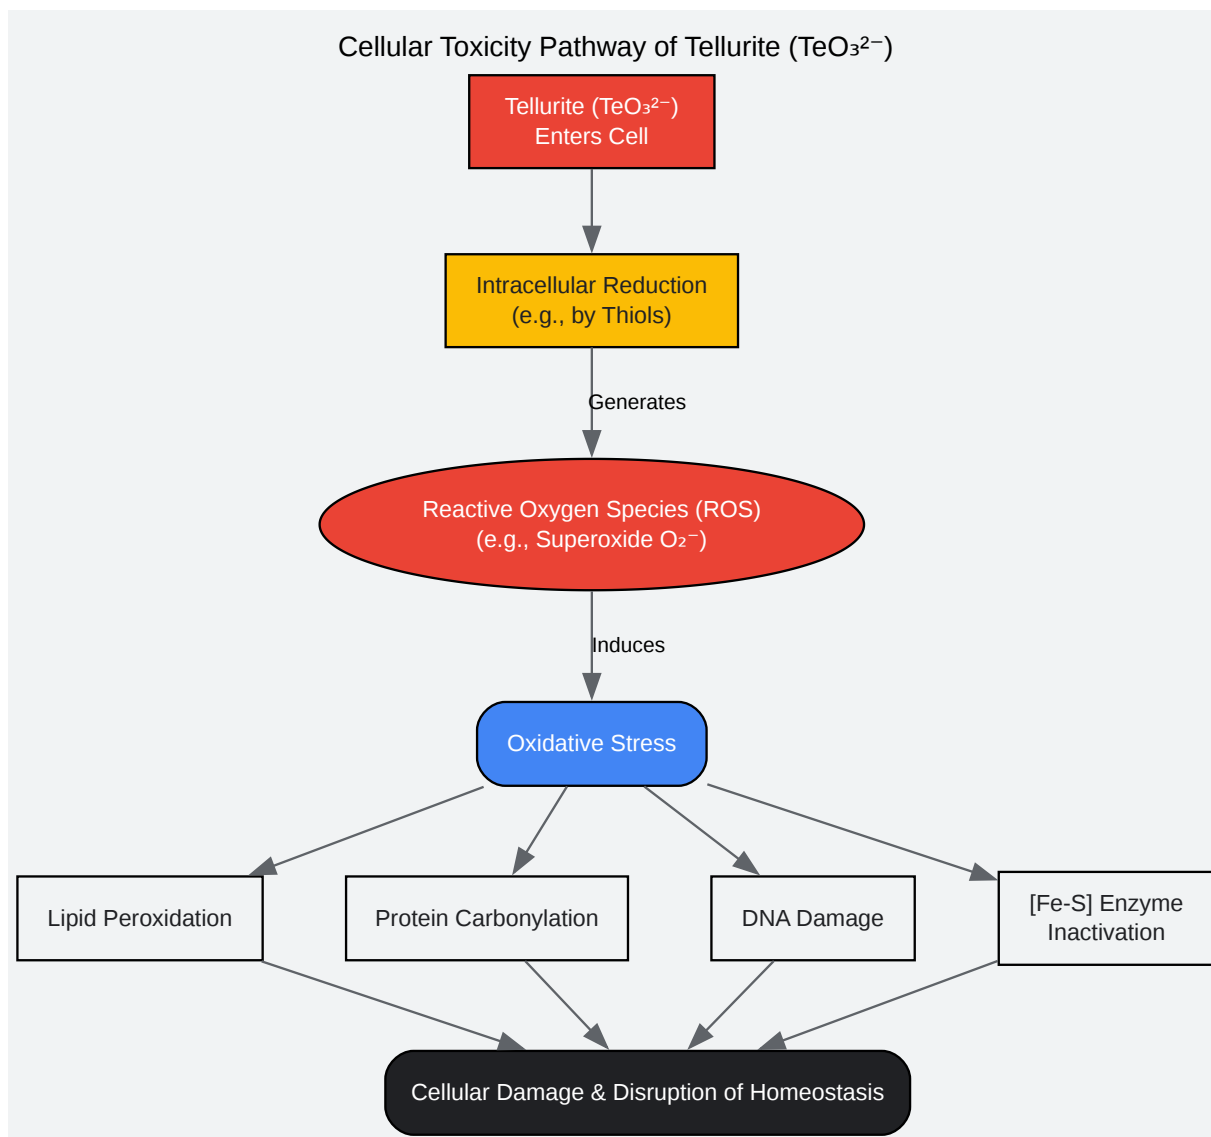 Cellular Toxicity Pathway of Tellurite (TeO₃²⁻)
Tellurite (TeO₃²⁻)
Enters Cell
Intracellular Reduction
(e.g., by Thiols)
Generates
Reactive Oxygen Species (ROS)
(e.g., Superoxide O₂⁻)
Induces
Oxidative Stress
Lipid Peroxidation
Protein Carbonylation
DNA Damage
[Fe-S] Enzyme
Inactivation
Cellular Damage & Disruption of Homeostasis